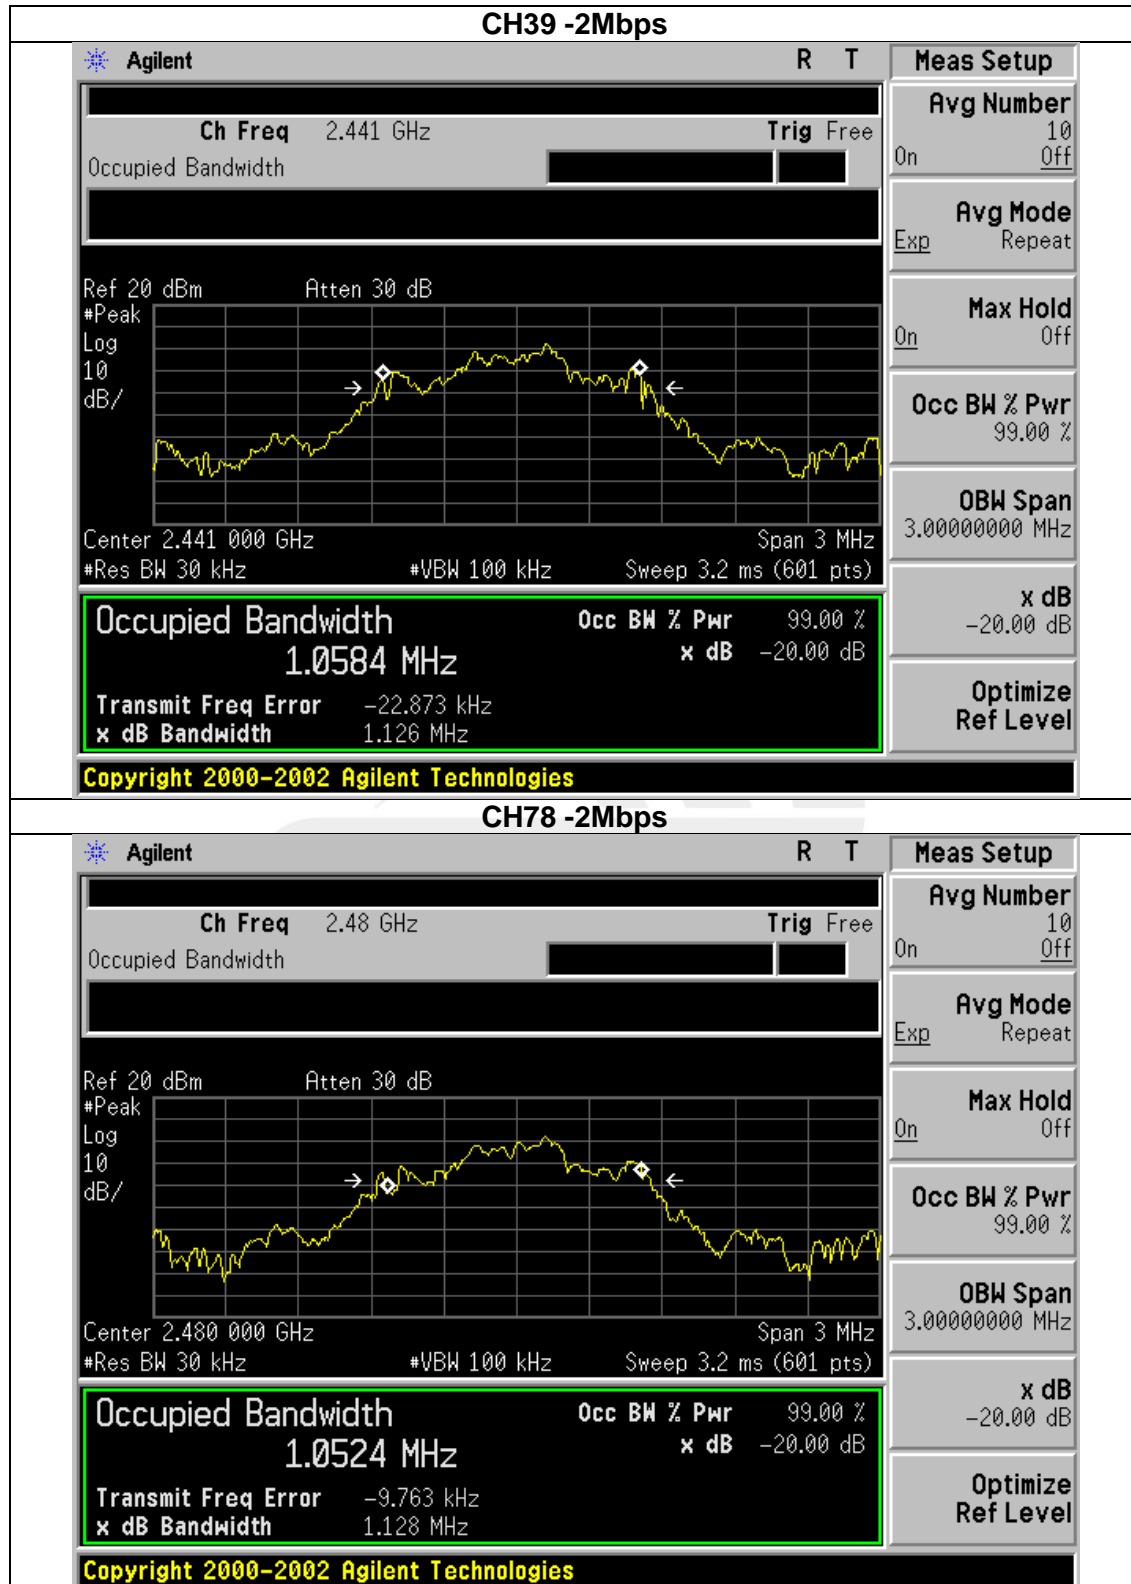 CH39 -2Mbps
Agilent R T Meas Setup
Avg Number
10
On Off
Ch Freq 2.441 GHz Trig Free
Occupied Bandwidth
Avg Mode
Exp Repeat
Ref 20 dBm Atten 30 dB
#Peak
Log
10
dB/
Max Hold
On Off
Occ BW % Pwr
99.00 %
OBW Span
3.00000000 MHz
Center 2.441 000 GHz Span 3 MHz
#Res BW 30 kHz #VBW 100 kHz Sweep 3.2 ms (601 pts)
x dB
-20.00 dB
Occupied Bandwidth Occ BW % Pwr 99.00 %
1.0584 MHz x dB -20.00 dB
Transmit Freq Error -22.873 kHz
x dB Bandwidth 1.126 MHz
Optimize
Ref Level
Copyright 2000-2002 Agilent Technologies
CH78 -2Mbps
Agilent R T Meas Setup
Avg Number
10
On Off
Ch Freq 2.48 GHz Trig Free
Occupied Bandwidth
Avg Mode
Exp Repeat
Ref 20 dBm Atten 30 dB
#Peak
Log
10
dB/
Max Hold
On Off
Occ BW % Pwr
99.00 %
OBW Span
3.00000000 MHz
Center 2.480 000 GHz Span 3 MHz
#Res BW 30 kHz #VBW 100 kHz Sweep 3.2 ms (601 pts)
x dB
-20.00 dB
Occupied Bandwidth Occ BW % Pwr 99.00 %
1.0524 MHz x dB -20.00 dB
Transmit Freq Error -9.763 kHz
x dB Bandwidth 1.128 MHz
Optimize
Ref Level
Copyright 2000-2002 Agilent Technologies